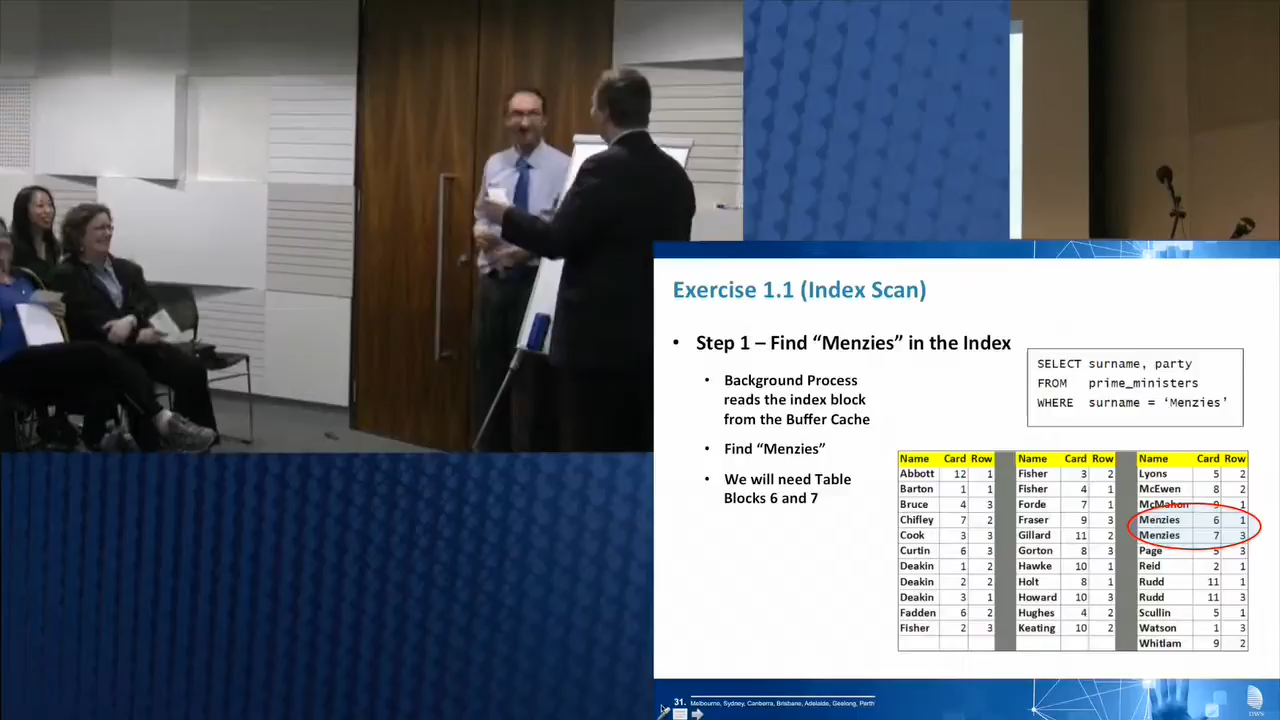 Exercise 1.1 (Index Scan)
• Step 1 – Find “Menzies” in the Index
• Background Process
reads the index block
from the Buffer Cache
• Find “Menzies”
• We will need Table
Blocks 6 and 7
SELECT surname, party
FROM prime_ministers
WHERE surname = ‘Menzies’
Name Card Row Name Card Row Name Card Row
Abbott 12 1 Fisher 3 2 Lyons 5 2
Barton 1 1 Fisher 4 1 McEwen 8 2
Bruce 4 3 Forde 7 1 McMahon 9 1
Chifley 7 2 Fraser 9 3 Menzies 6 1
Cook 3 3 Gillard 11 2 Menzies 7 3
Curtin 6 3 Gorton 8 3 Page 5 3
Deakin 1 2 Hawke 10 1 Reid 2 1
Deakin 2 2 Holt 8 1 Rudd 11 1
Deakin 3 1 Howard 10 3 Rudd 11 3
Fadden 6 2 Hughes 4 2 Scullin 5 1
Fisher 2 3 Keating 10 2 Watson 1 3
Whitlam 9 2
31. Melbourne, Sydney, Canberra, Brisbane, Adelaide, Geelong, Perth
DWS